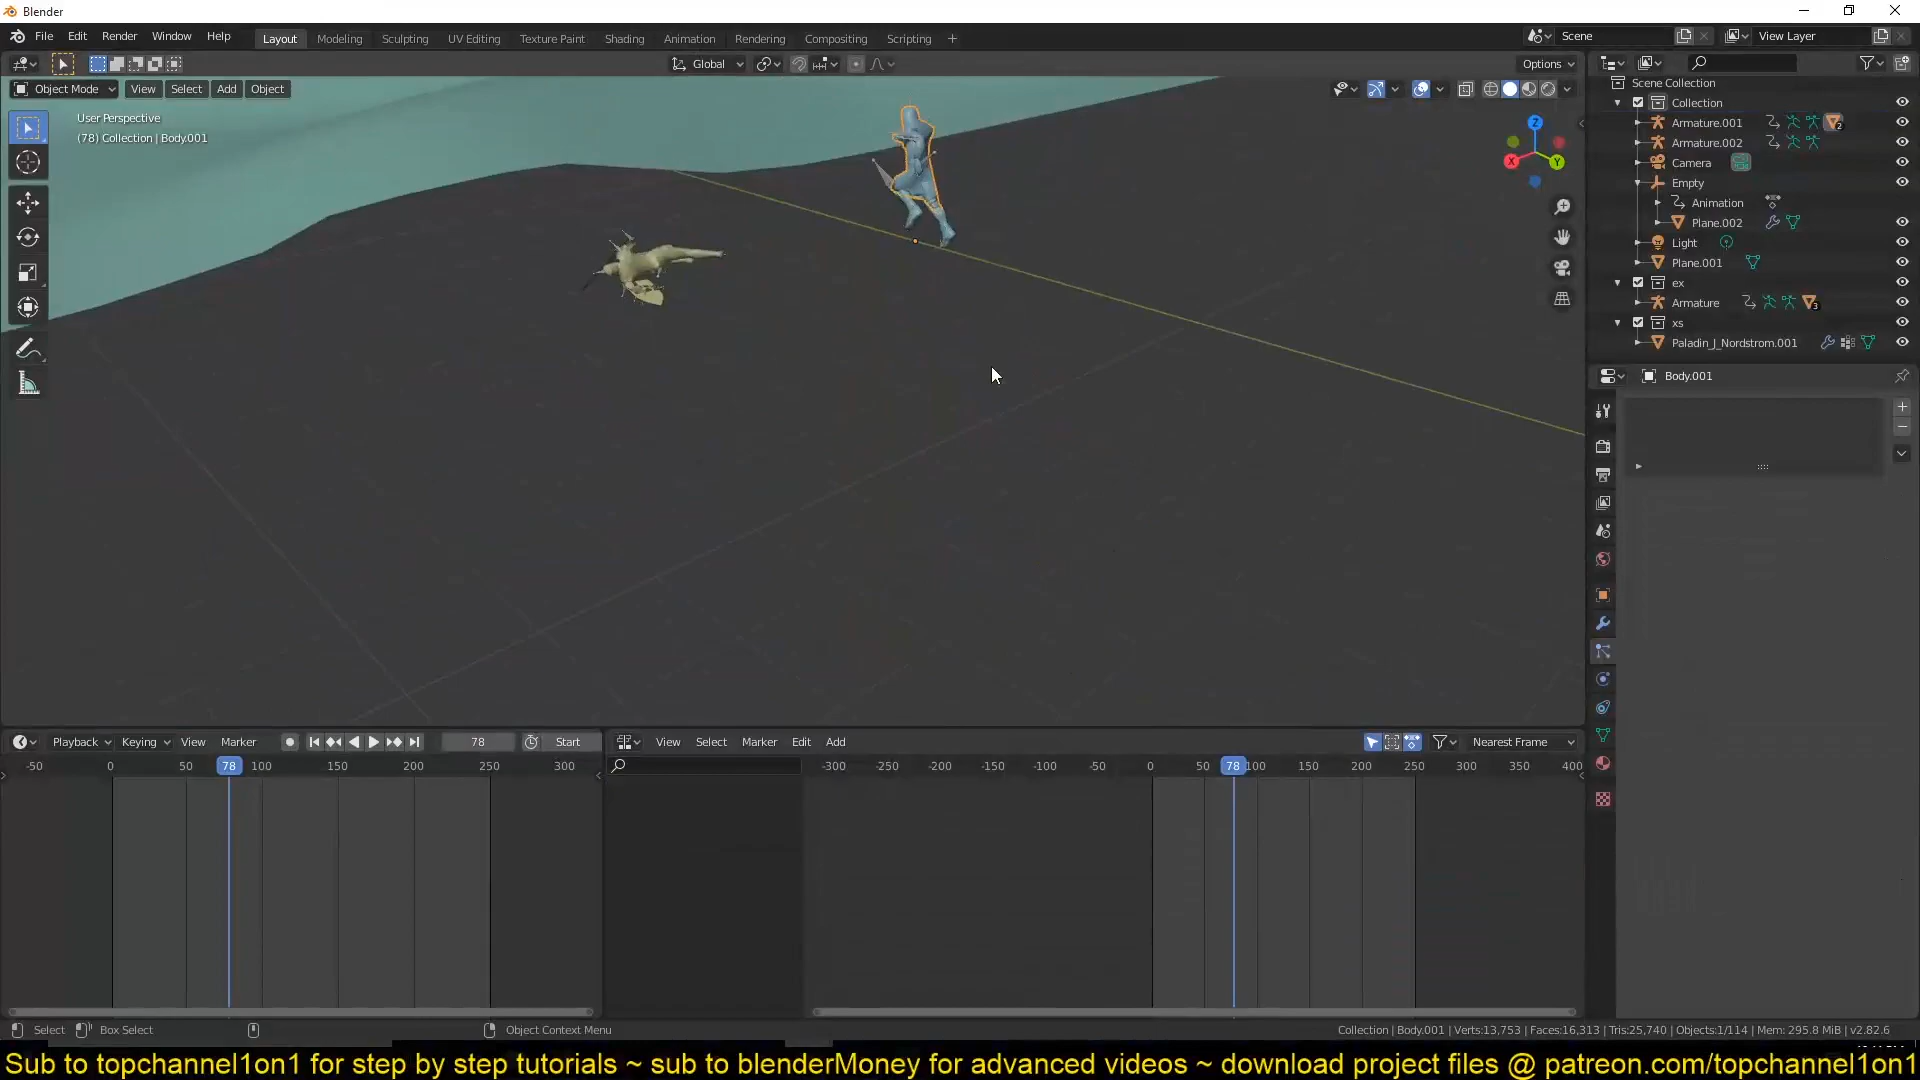 Blender
File Edit Render Window Help Layout Modeling Sculpting UV Editing Texture Paint Shading Animation Rendering Compositing Scripting + Scene View Layer
Global Options
Object Mode View Select Add Object
User Perspective
(78) Collection | Body.001
Z
X Y
Scene Collection
Collection
Armature.001 2
Armature.002
Camera
Empty
Animation
Plane.002
Light
Plane.001
ex
Armature 3
xs
Paladin_J_Nordstrom.001
Body.001
Playback Keying View Marker 78 Start
-50 0 50 78 100 150 200 250 300
View Select Marker Edit Add Nearest Frame
-300 -250 -200 -150 -100 -50 0 50 78 100 150 200 250 300 350 400
Select Box Select Object Context Menu
Collection | Body.001 | Verts:13,753 | Faces:16,313 | Tris:25,740 | Objects:1/114 | Mem: 295.8 MiB | v2.82.6
Sub to topchannel1on1 for step by step tutorials ~ sub to blenderMoney for advanced videos ~ download project files @ patreon.com/topchannel1on1